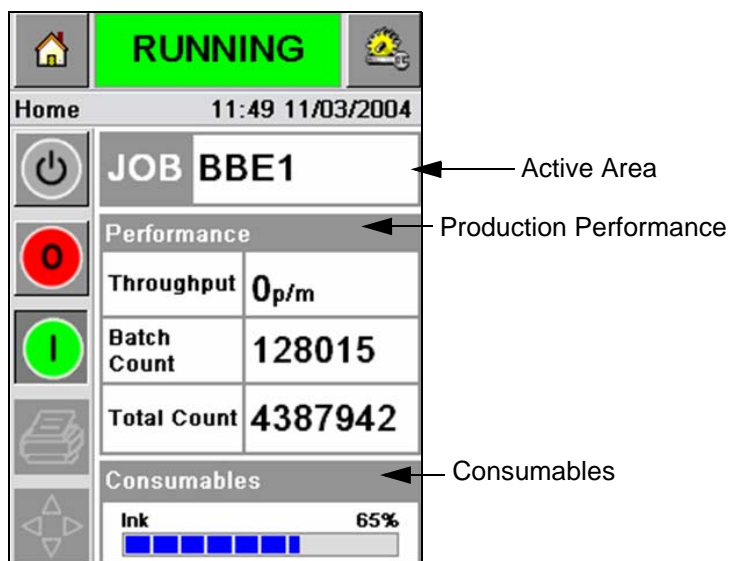 RUNNING
Home 11:49 11/03/2004
JOB BBE1
Active Area
Performance
Production Performance
0
Throughput 0p/m
I
Batch Count 128015
Total Count 4387942
Consumables
Consumables
Ink 65%